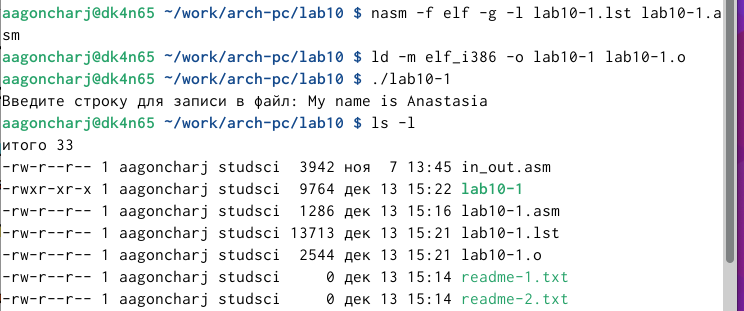 aagoncharj@dk4n65 ~/work/arch-pc/lab10 $ nasm -f elf -g -l lab10-1.lst lab10-1.a
sm
aagoncharj@dk4n65 ~/work/arch-pc/lab10 $ ld -m elf_i386 -o lab10-1 lab10-1.o
aagoncharj@dk4n65 ~/work/arch-pc/lab10 $ ./lab10-1
Введите строку для записи в файл: My name is Anastasia
aagoncharj@dk4n65 ~/work/arch-pc/lab10 $ ls -l
итого 33
-rw-r--r-- 1 aagoncharj studsci  3942 ноя  7 13:45 in_out.asm
-rwxr-xr-x 1 aagoncharj studsci  9764 дек 13 15:22 lab10-1
-rw-r--r-- 1 aagoncharj studsci  1286 дек 13 15:16 lab10-1.asm
-rw-r--r-- 1 aagoncharj studsci 13713 дек 13 15:21 lab10-1.lst
-rw-r--r-- 1 aagoncharj studsci  2544 дек 13 15:21 lab10-1.o
-rw-r--r-- 1 aagoncharj studsci     0 дек 13 15:14 readme-1.txt
-rw-r--r-- 1 aagoncharj studsci     0 дек 13 15:14 readme-2.txt